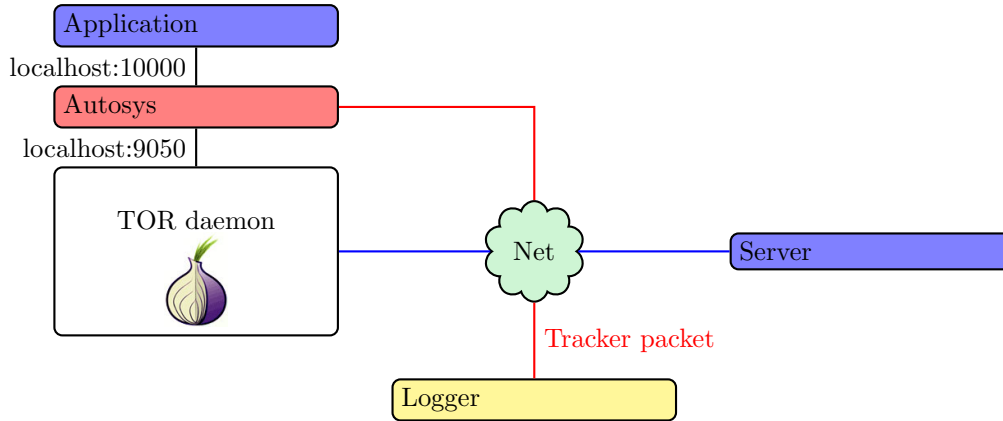 Application
localhost:10000
Autosys
localhost:9050
TOR daemon
Net
Server
Tracker packet
Logger